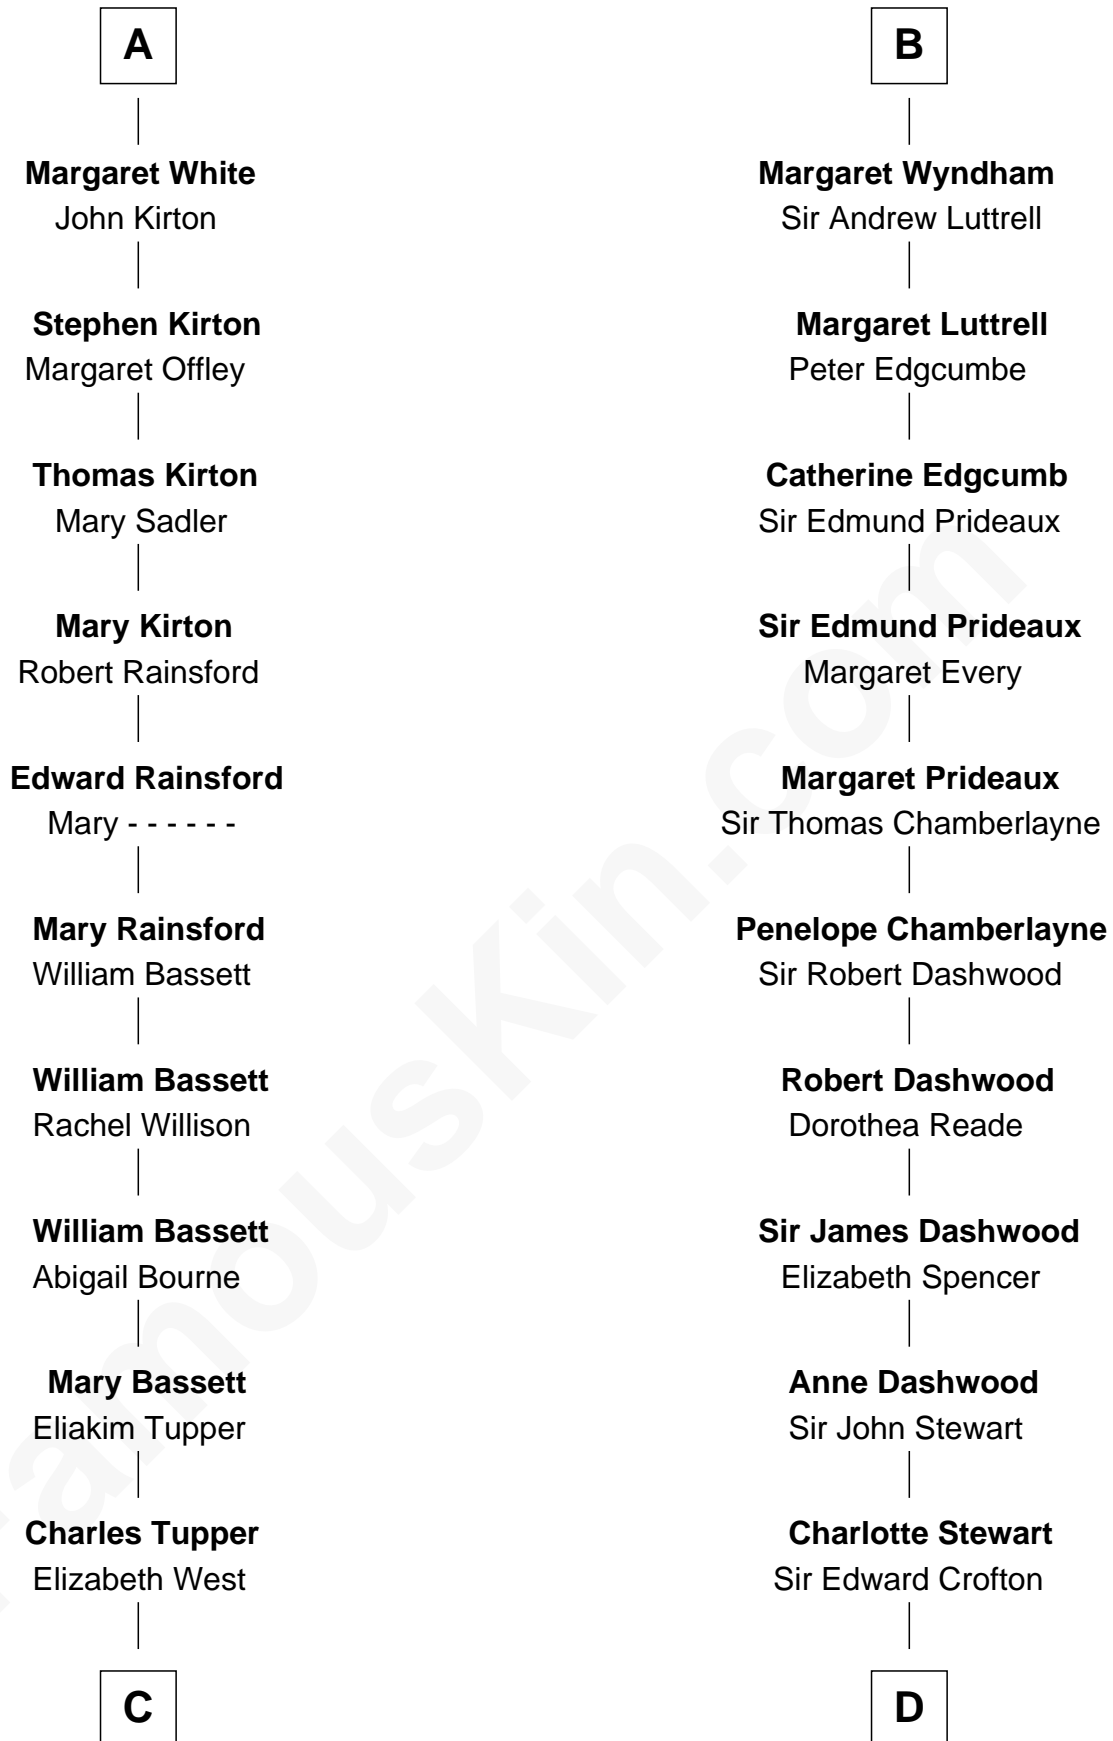 A
Margaret White
John Kirton
Stephen Kirton
Margaret Offley
Thomas Kirton
Mary Sadler
Mary Kirton
Robert Rainsford
Edward Rainsford
Mary - - - - - -
Mary Rainsford
William Bassett
William Bassett
Rachel Willison
William Bassett
Abigail Bourne
Mary Bassett
Eliakim Tupper
Charles Tupper
Elizabeth West
C
B
Margaret Wyndham
Sir Andrew Luttrell
Margaret Luttrell
Peter Edgcumbe
Catherine Edgcumb
Sir Edmund Prideaux
Sir Edmund Prideaux
Margaret Every
Margaret Prideaux
Sir Thomas Chamberlayne
Penelope Chamberlayne
Sir Robert Dashwood
Robert Dashwood
Dorothea Reade
Sir James Dashwood
Elizabeth Spencer
Anne Dashwood
Sir John Stewart
Charlotte Stewart
Sir Edward Crofton
D
FamousKin.com